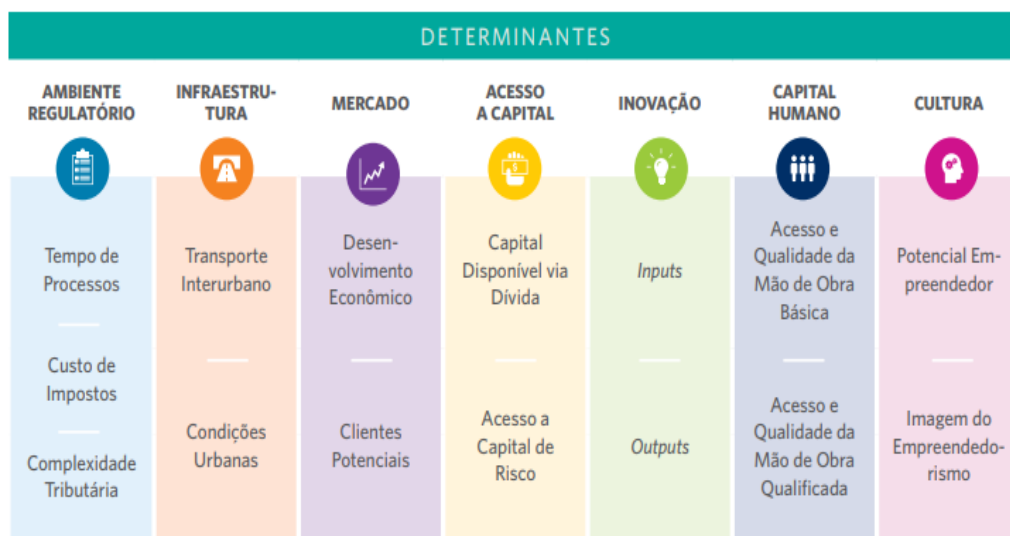 DETERMINANTES
AMBIENTE
REGULATÓRIO
INFRAESTRU-
TURA
MERCADO
ACESSO
A CAPITAL
INOVAÇÃO
CAPITAL
HUMANO
CULTURA
Tempo de
Processos
Custo de
Impostos
Complexidade
Tributária
Transporte
Interurbano
Condições
Urbanas
Desen-
volvimento
Econômico
Clientes
Potenciais
Capital
Disponível via
Dívida
Acesso a
Capital de
Risco
Inputs
Outputs
Acesso e
Qualidade da
Mão de Obra
Básica
Acesso e
Qualidade da
Mão de Obra
Qualificada
Potencial Em-
preendedor
Imagem do
Empreendedo-
rismo